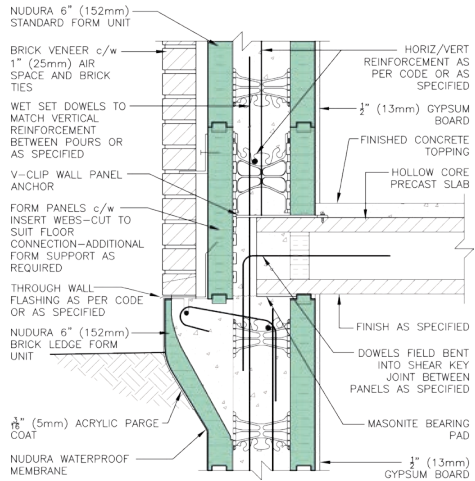 NUDURA 6" (152mm)
STANDARD FORM UNIT
BRICK VENEER c/w
1" (25mm) AIR
SPACE AND BRICK
TIES
WET SET DOWELS TO
MATCH VERTICAL
REINFORCEMENT
BETWEEN POURS OR
AS SPECIFIED
V-CLIP WALL PANEL
ANCHOR
FORM PANELS c/w
INSERT WEBS-CUT TO
SUIT FLOOR
CONNECTION-ADDITIONAL
FORM SUPPORT AS
REQUIRED
THROUGH WALL
FLASHING AS PER CODE
OR AS SPECIFIED
NUDURA 6" (152mm)
BRICK LEDGE FORM
UNIT
3/16" (5mm) ACRYLIC PARGE
COAT
NUDURA WATERPROOF
MEMBRANE
HORIZ/VERT
REINFORCEMENT AS
PER CODE OR AS
SPECIFIED
1/2" (13mm) GYPSUM
BOARD
FINISHED CONCRETE
TOPPING
HOLLOW CORE
PRECAST SLAB
FINISH AS SPECIFIED
DOWELS FIELD BENT
INTO SHEAR KEY
JOINT BETWEEN
PANELS AS SPECIFIED
MASONITE BEARING
PAD
1/2" (13mm)
GYPSUM BOARD